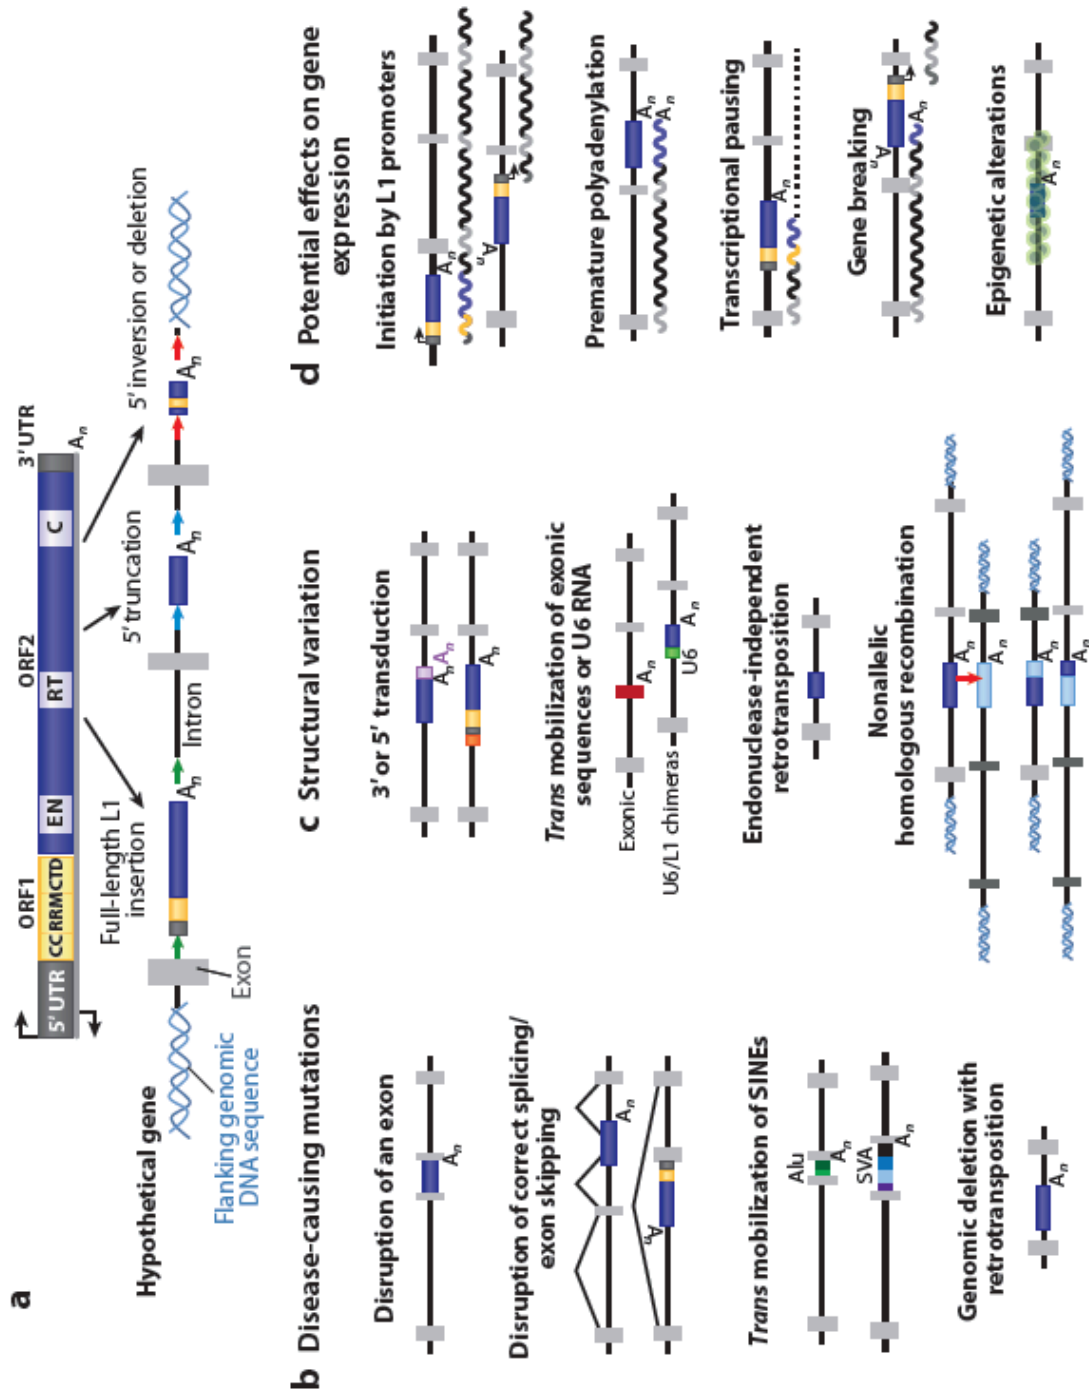 a
5' UTR
ORF1
CC RRM CTD
ORF2
EN
RT
C
3' UTR
An
Full-length L1
insertion
5' truncation
5' inversion or deletion
Hypothetical gene
An
An
An
Exon
Intron
Flanking genomic
DNA sequence
b Disease-causing mutations
Disruption of an exon
An
Disruption of correct splicing/
exon skipping
An
An
Trans mobilization of SINEs
Alu
An
SVA
An
Genomic deletion with
retrotransposition
An
c Structural variation
3' or 5' transduction
An
An
Trans mobilization of exonic
sequences or U6 RNA
Exonic
An
U6/L1 chimeras
U6
An
Endonuclease-independent
retrotransposition
Nonallelic
homologous recombination
An
An
An
An
d Potential effects on gene
expression
Initiation by L1 promoters
An
An
Premature polyadenylation
An
An
Transcriptional pausing
An
Gene breaking
An
An
Epigenetic alterations
An